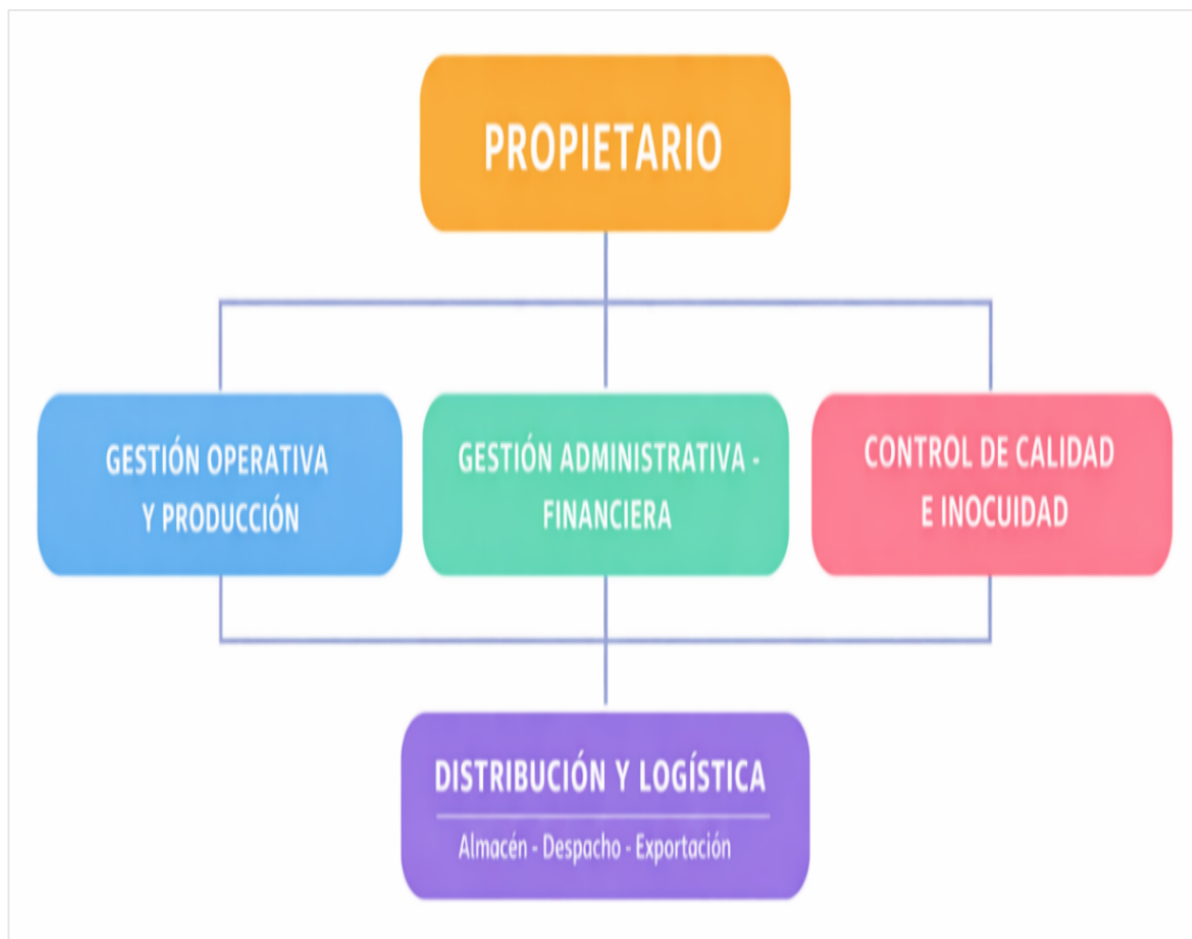 PROPIETARIO
GESTIÓN OPERATIVA
Y PRODUCCIÓN
GESTIÓN ADMINISTRATIVA -
FINANCIERA
CONTROL DE CALIDAD
E INOCUIDAD
DISTRIBUCIÓN Y LOGÍSTICA
Almacén - Despacho - Exportación